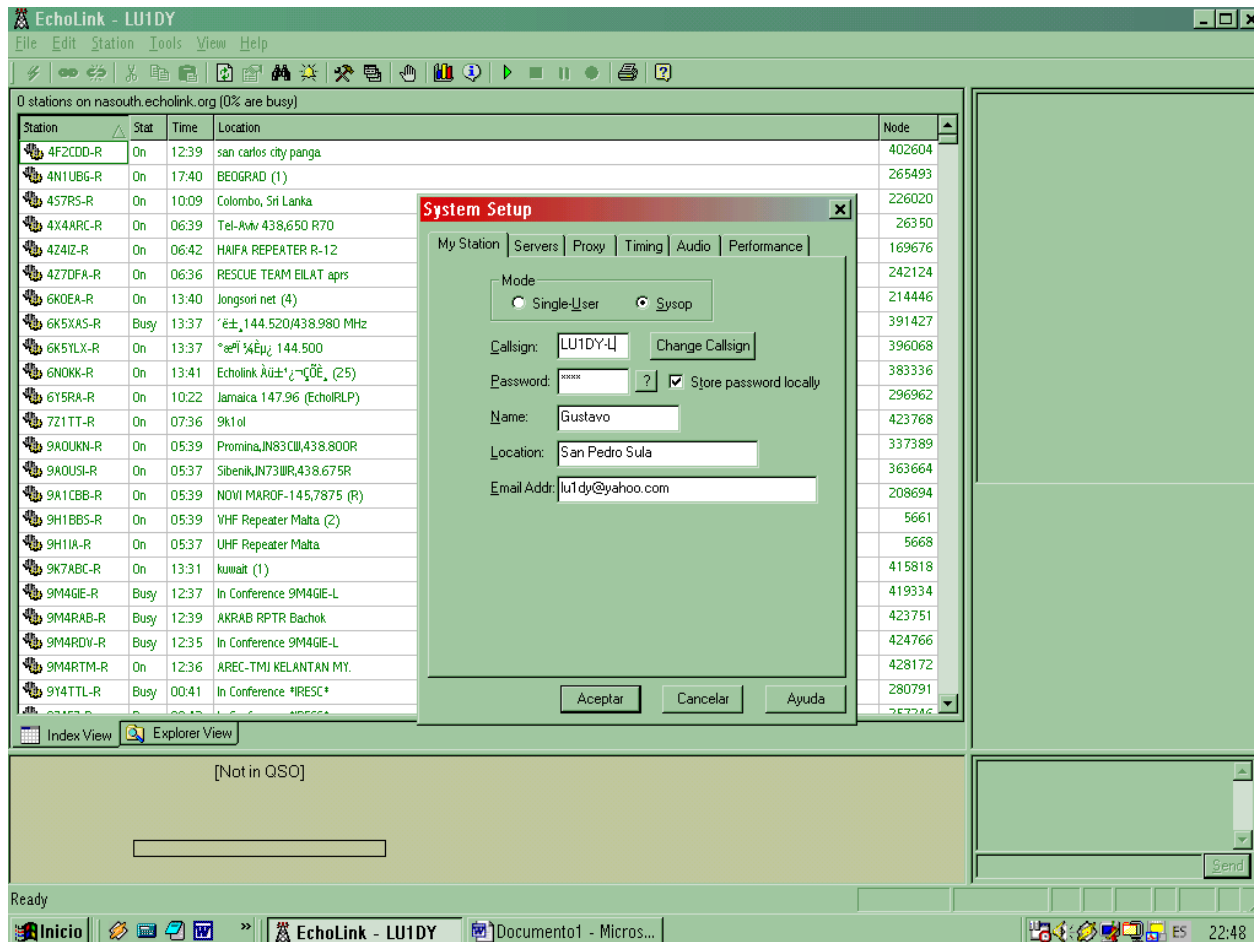 EchoLink - LU1DY
File Edit Station Tools View Help
0 stations on nasouth.echolink.org (0% are busy)
Station Stat Time Location Node
4F2CDD-R On 12:39 san carlos city panga 402604
4N1UBG-R On 17:40 BEOGRAD (1) 265493
4S7RS-R On 10:09 Colombo, Sri Lanka 226020
4X4ARC-R On 06:39 Tel-Aviv 438,650 R70 26350
4Z4IZ-R On 06:42 HAIFA REPEATER R-12 169676
4Z7DFA-R On 06:36 RESCUE TEAM EILAT aprs 242124
6K0EA-R On 13:40 Jongsori net (4) 214446
6K5XAS-R Busy 13:37 144.520/438.980 MHz 391427
6K5YLX-R On 13:37 144.500 396068
6N0KK-R On 13:41 Echolink (25) 383336
6Y5RA-R On 10:22 Jamaica 147.96 (EchoIRLP) 296962
7Z1TT-R On 07:36 9k1ol 423768
9A0UKN-R On 05:39 Promina,JN83CW,438.800R 337389
9A0USI-R On 05:37 Sibenik,JN73WR,438.675R 363664
9A1CBB-R On 05:39 NOVI MAROF-145,7875 (R) 208694
9H1BBS-R On 05:39 VHF Repeater Malta (2) 5661
9H1IA-R On 05:37 UHF Repeater Malta 5668
9K7ABC-R On 13:31 kuwait (1) 415818
9M4GIE-R Busy 12:37 In Conference 9M4GIE-L 419334
9M4RAB-R Busy 12:39 AKRAB RPTR Bachok 423751
9M4RDV-R Busy 12:35 In Conference 9M4GIE-L 424766
9M4RTM-R On 12:36 AREC-TMJ KELANTAN MY. 428172
9Y4TTL-R Busy 00:41 In Conference *IRESC* 280791
System Setup
My Station Servers Proxy Timing Audio Performance
Mode
Single-User Sysop
Callsign: LU1DY-L Change Callsign
Password: **** ? Store password locally
Name: Gustavo
Location: San Pedro Sula
Email Addr: lu1dy@yahoo.com
Aceptar Cancelar Ayuda
Index View Explorer View
[Not in QSO]
Send
Ready
Inicio » EchoLink - LU1DY Documento1 - Micros... ES 22:48